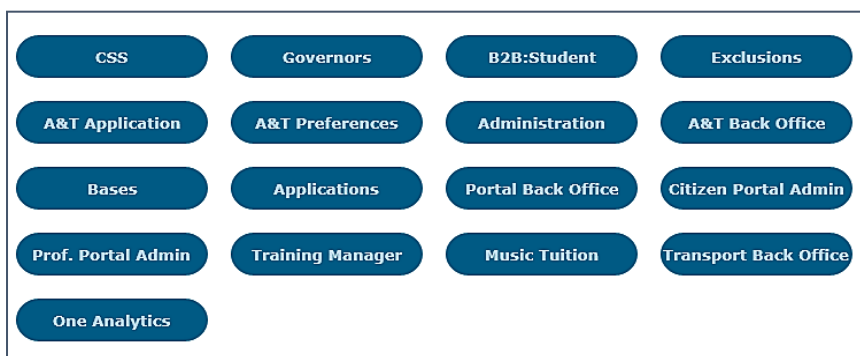 CSS
Governors
B2B:Student
Exclusions
A&T Application
A&T Preferences
Administration
A&T Back Office
Bases
Applications
Portal Back Office
Citizen Portal Admin
Prof. Portal Admin
Training Manager
Music Tuition
Transport Back Office
One Analytics